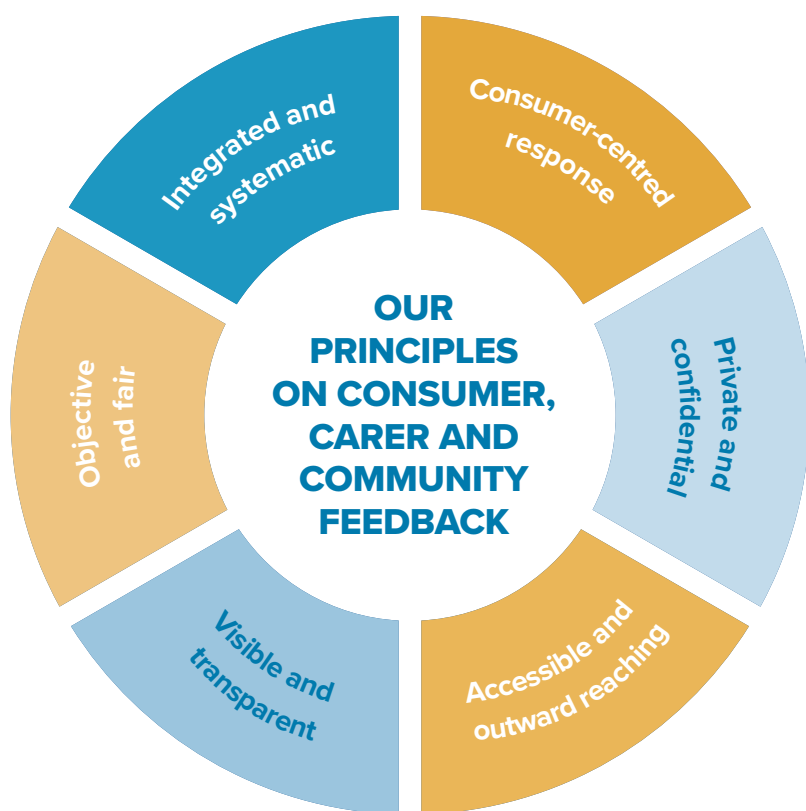 OUR
PRINCIPLES
ON CONSUMER,
CARER AND
COMMUNITY
FEEDBACK
Consumer-centred
response
Private and
confidential
Accessible and
outward reaching
Visible and
transparent
Objective
and fair
Integrated and
systematic